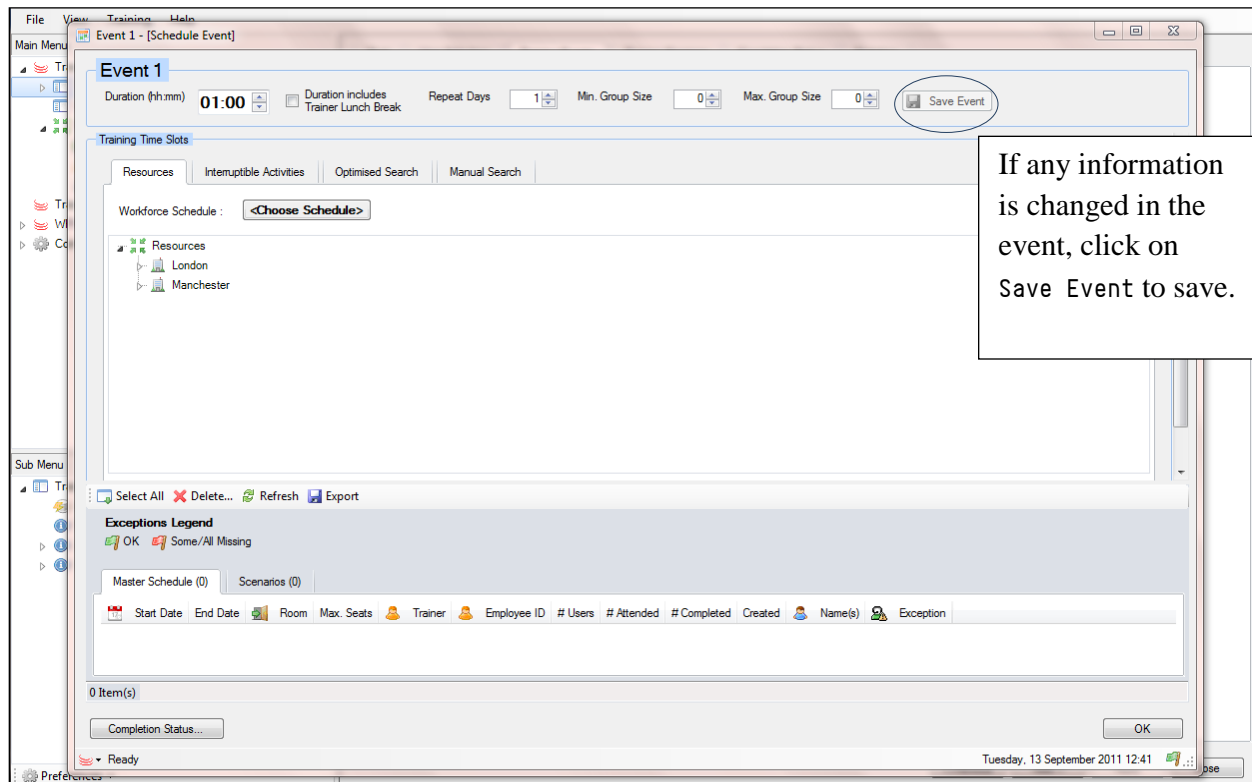 File View Training Help
Main Menu
Event 1 - [Schedule Event]
Event 1
Duration (hh:mm) 01:00 Duration includes Trainer Lunch Break Repeat Days 1 Min. Group Size 0 Max. Group Size 0 Save Event
Training Time Slots
Resources Interruptible Activities Optimised Search Manual Search
Workforce Schedule : <Choose Schedule>
Resources
London
Manchester
If any information
is changed in the
event, click on
Save Event to save.
Sub Menu
Select All Delete... Refresh Export
Exceptions Legend
OK Some/All Missing
Master Schedule (0) Scenarios (0)
Start Date End Date Room Max. Seats Trainer Employee ID # Users # Attended # Completed Created Name(s) Exception
0 Item(s)
Completion Status... OK
Ready Tuesday, 13 September 2011 12:41